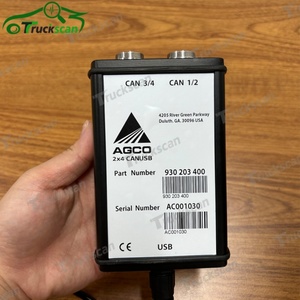 Truckscan
CAN 3/4 CAN 1/2
4203 River Green Parkway
Duluth, GA. 30096 USA
AGCO
2x4 CANUSB
Part Number 930 203 400
930 203 400
Serial Number AC001030
AC001030
CE USB